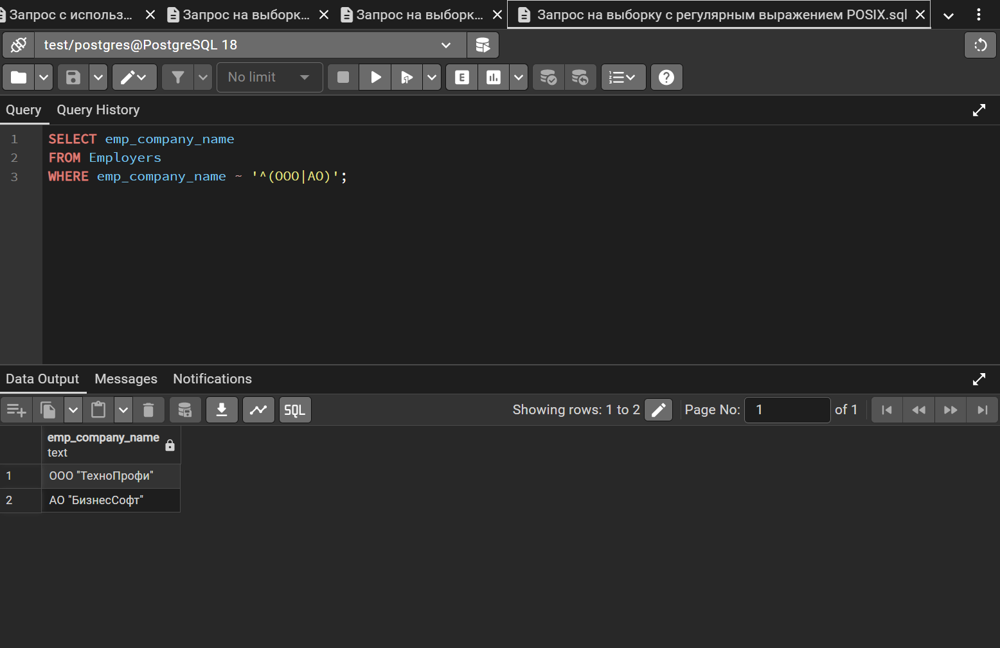 Запрос с использ...
Запрос на выборк...
Запрос на выборк...
Запрос на выборку с регулярным выражением POSIX.sql
test/postgres@PostgreSQL 18
No limit
E
Query
Query History
1 SELECT emp_company_name
2 FROM Employers
3 WHERE emp_company_name ~ '^(ООО|АО)';
Data Output
Messages
Notifications
SQL
Showing rows: 1 to 2
Page No: 1 of 1
emp_company_name
text
1 ООО "ТехноПрофи"
2 АО "БизнесСофт"